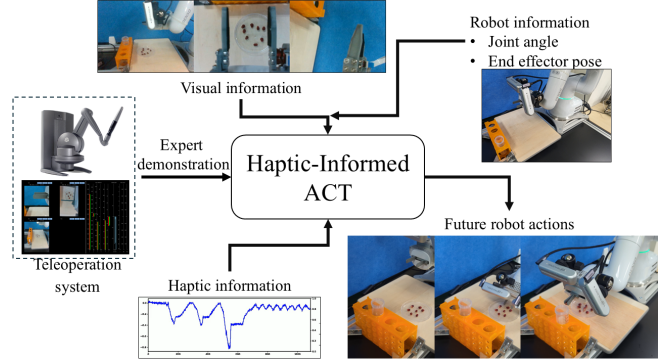 Robot information
• Joint angle
• End effector pose
Visual information
Expert
demonstration
Haptic-Informed
ACT
Future robot actions
Teleoperation
system
Haptic information